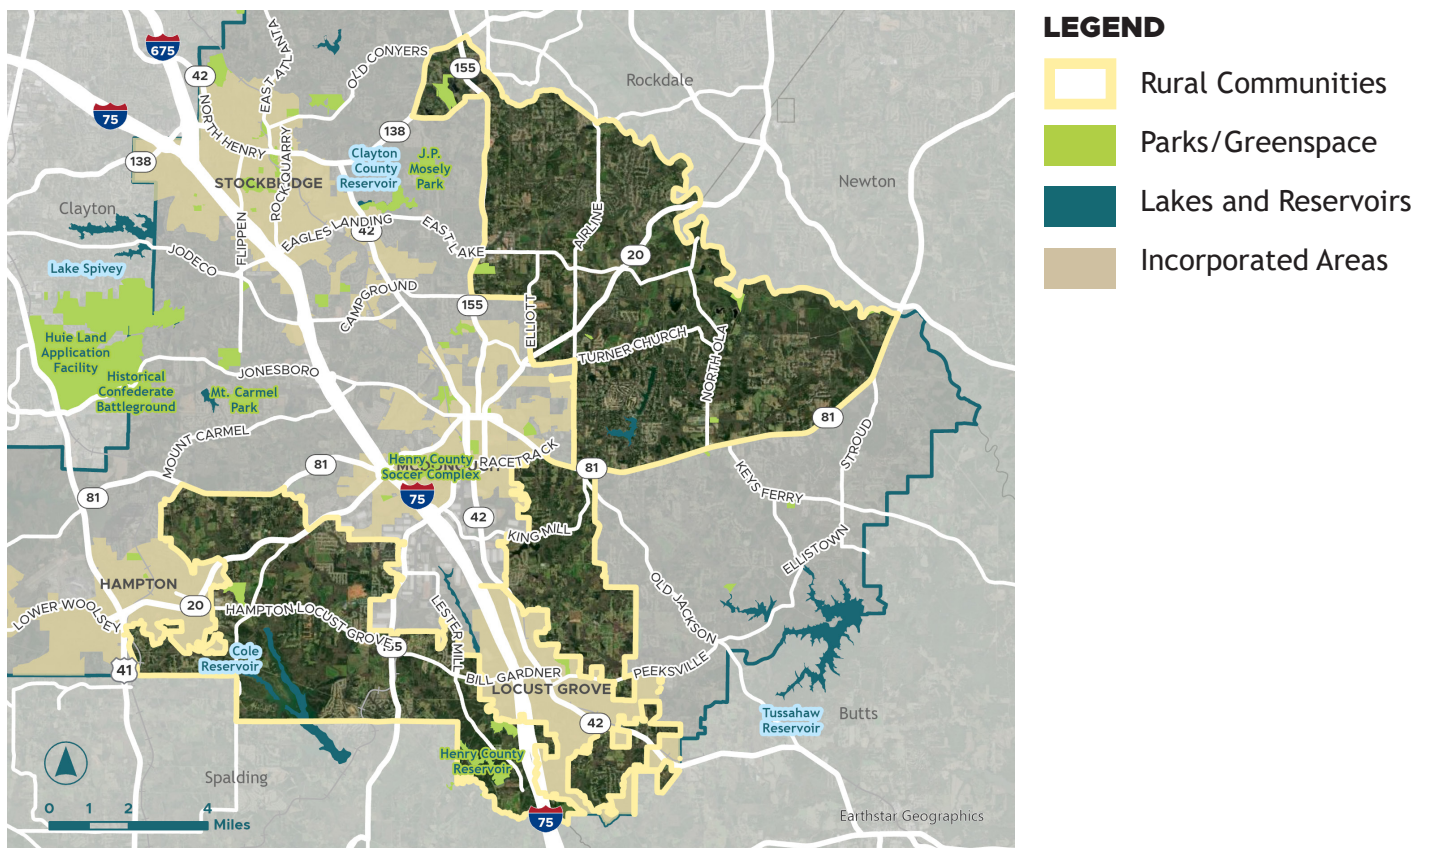 LEGEND
Rural Communities
Parks/Greenspace
Lakes and Reservoirs
Incorporated Areas
675
42
EAST ATLANTA
OLD CONYERS
155
Rockdale
75
NORTH HENRY
138
138
ROCK QUARRY
Clayton
County
Reservoir
J.P.
Mosely
Park
STOCKBRIDGE
Newton
Clayton
FLIPPEN
EAGLES LANDING
42
EAST LAKE
AIRLINE
JODECO
20
Lake Spivey
CAMPGROUND
155
ELLIOTT
Huie Land
Application
Facility
TURNER CHURCH
NORTH OLA
JONESBORO
Historical
Confederate
Battleground
Mt. Carmel
Park
81
MOUNT CARMEL
STROUD
RACETRACK
Henry County
Soccer Complex
81
81
KEYS FERRY
81
75
42
KING MILL
ELLISTOWN
HAMPTON
OLD JACKSON
LOWER WOOLSEY
20
HAMPTON LOCUST GROVE
LESTER MILL
Cole
Reservoir
41
BILL GARDNER
PEEKSVILLE
LOCUST GROVE
42
Tussahaw
Reservoir
Butts
Henry County
Reservoir
Spalding
0 1 2 4
Miles
75
Earthstar Geographics